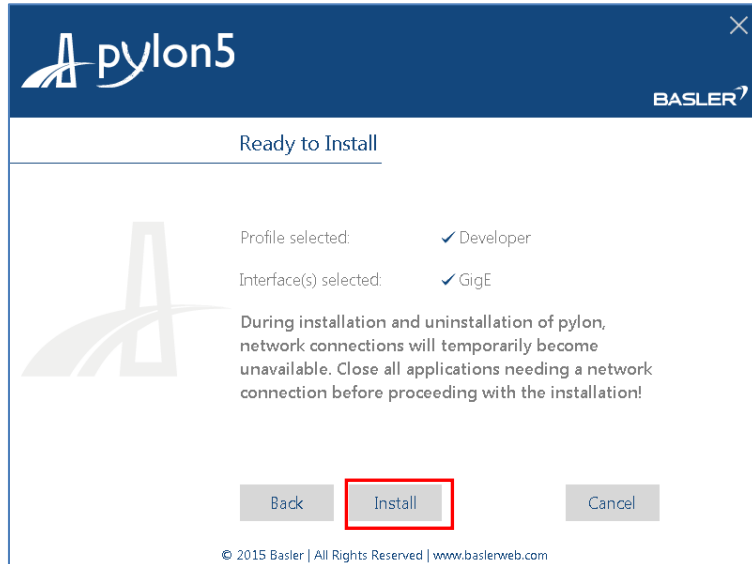 pylon5
BASLER
Ready to Install
Profile selected: Developer
Interface(s) selected: GigE
During installation and uninstallation of pylon,
network connections will temporarily become
unavailable. Close all applications needing a network
connection before proceeding with the installation!
Back Install Cancel
© 2015 Basler | All Rights Reserved | www.baslerweb.com